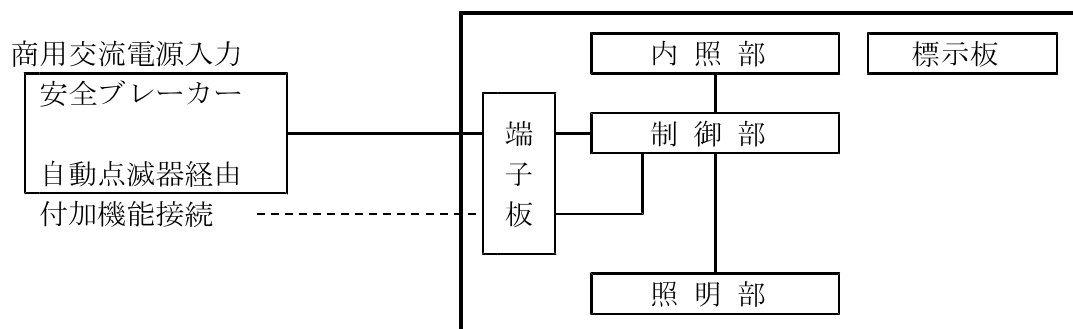 商用交流電源入力
安全ブレーカー
自動点滅器経由
付加機能接続
端子板
内照部
標示板
制御部
照明部